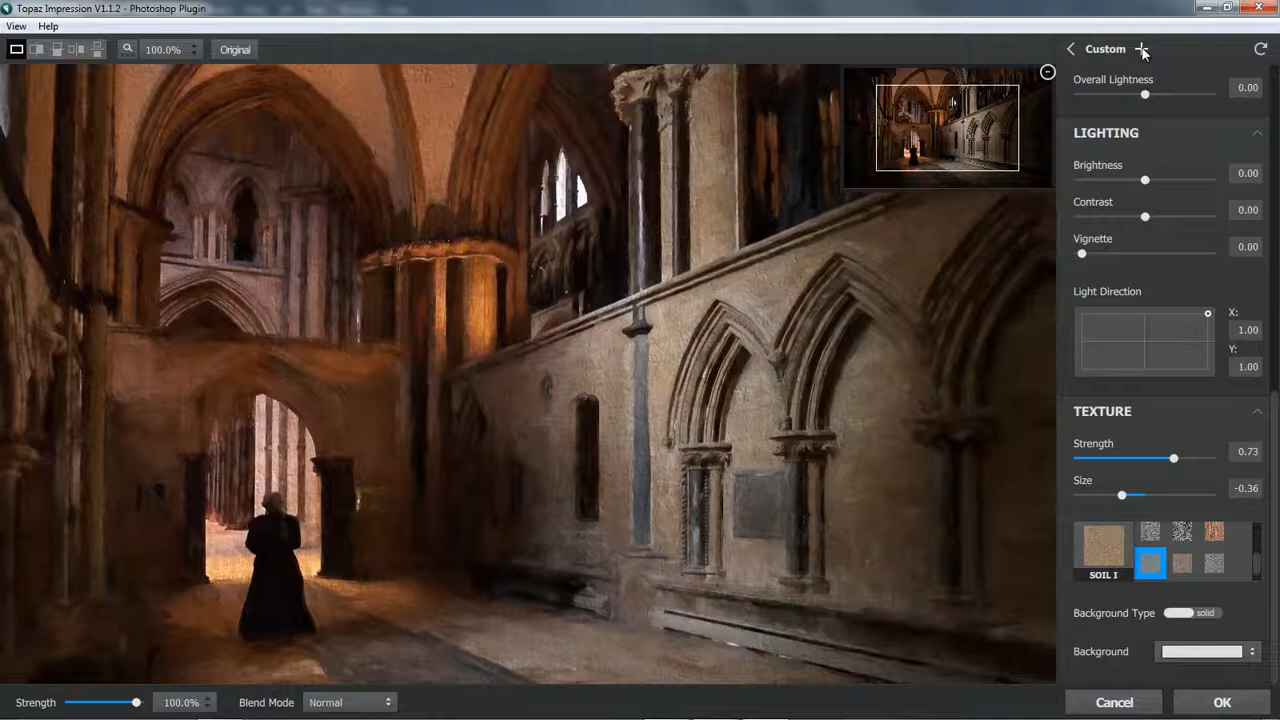 Topaz Impression V1.1.2 - Photoshop Plugin
View Help
100.0% Original
Custom
Overall Lightness 0.00
LIGHTING
Brightness 0.00
Contrast 0.00
Vignette 0.00
Light Direction
X:
1.00
Y:
1.00
TEXTURE
Strength 0.73
Size -0.36
SOIL I
Background Type solid
Background
Strength 100.0% Blend Mode Normal
Cancel OK